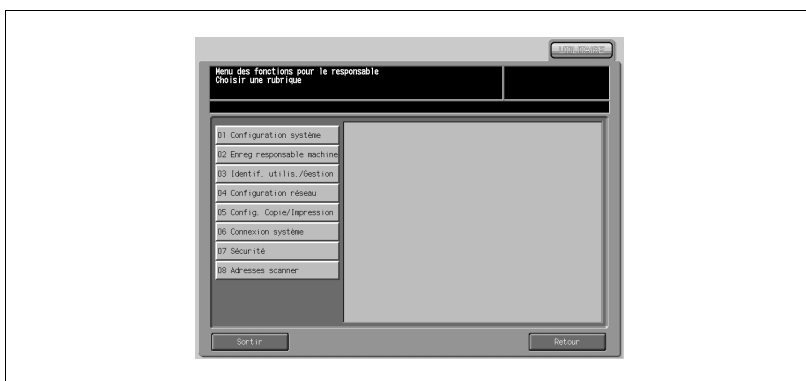 Menu des fonctions pour le responsable
Choisir une rubrique
01 Configuration système
02 Enreg responsable machine
03 Identif. utilis./Gestion
04 Configuration réseau
05 Config. Copie/Impression
06 Connexion système
07 Sécurité
08 Adresses scanner
Sortir
Retour